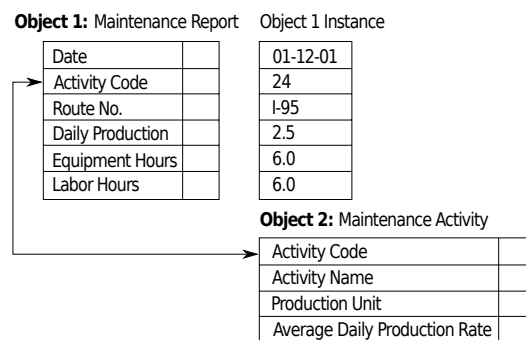 Object 1: Maintenance Report    Object 1 Instance
Date    01-12-01
Activity Code    24
Route No.    I-95
Daily Production    2.5
Equipment Hours    6.0
Labor Hours    6.0
Object 2: Maintenance Activity
Activity Code
Activity Name
Production Unit
Average Daily Production Rate